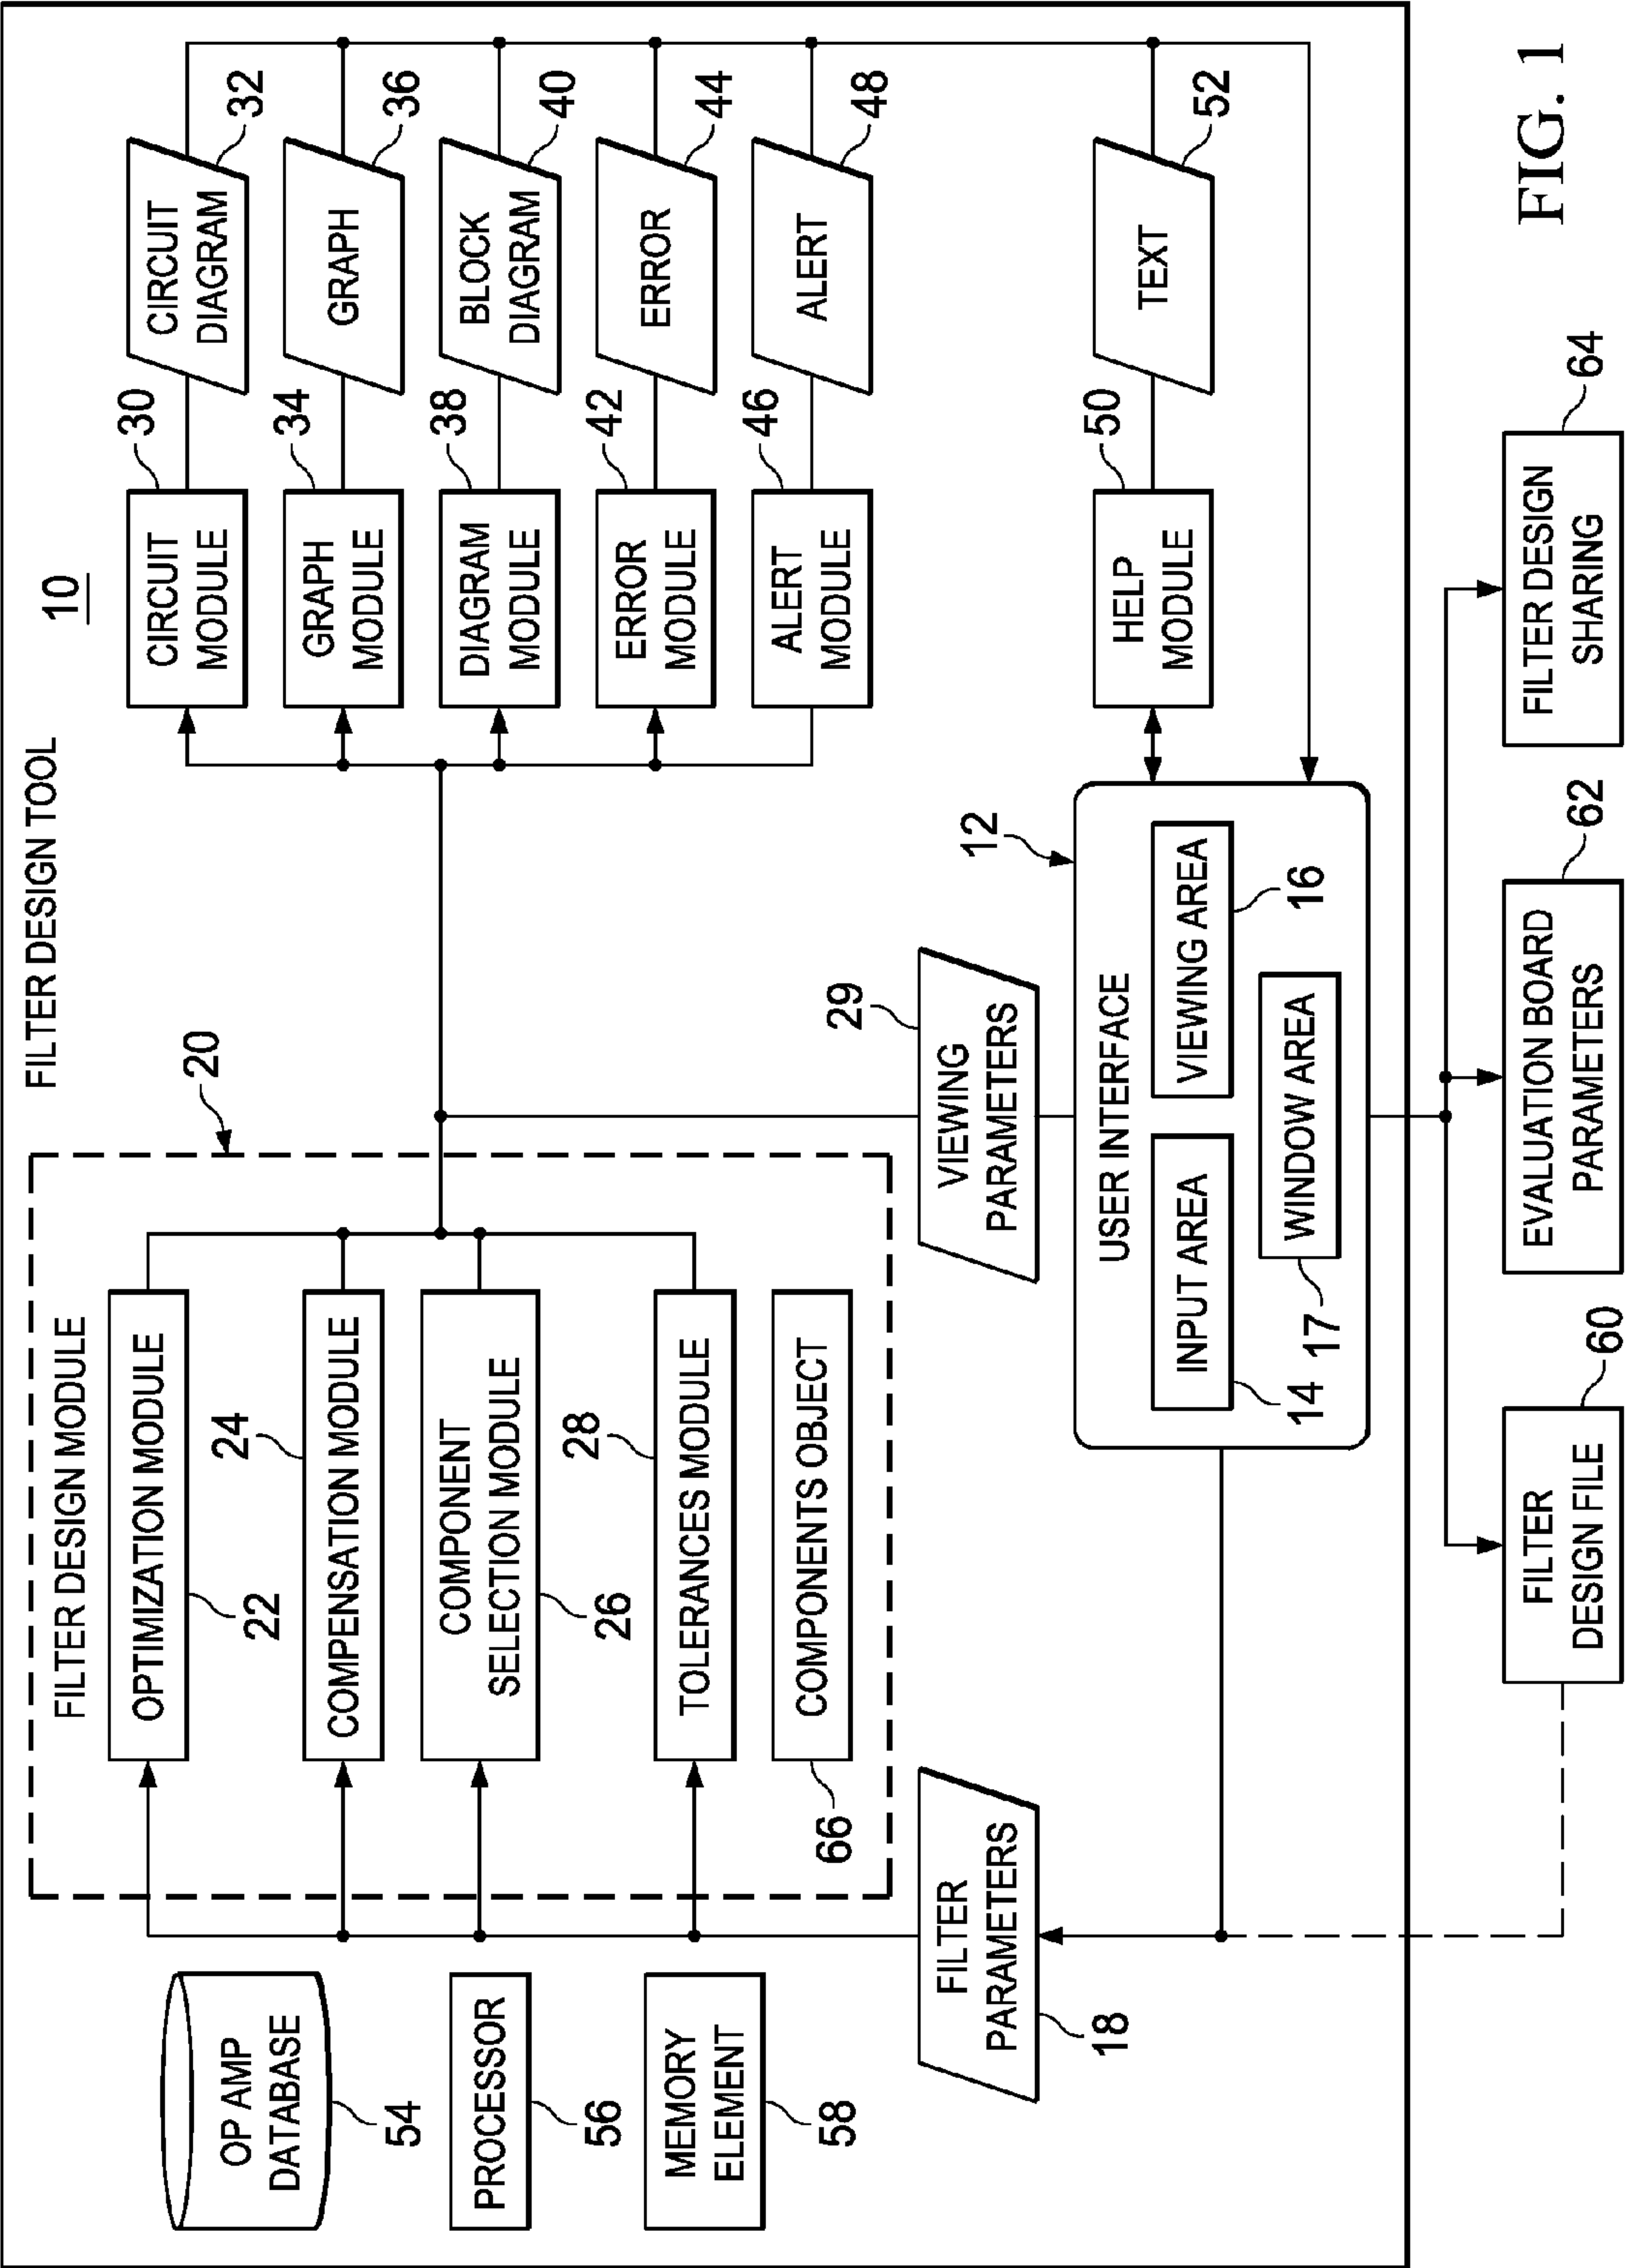 FILTER DESIGN TOOL
10
OP AMP
DATABASE
54
PROCESSOR
56
MEMORY
ELEMENT
58
FILTER DESIGN MODULE
20
OPTIMIZATION MODULE
22
24
COMPENSATION MODULE
COMPONENT
SELECTION MODULE
26
28
TOLERANCES MODULE
COMPONENTS OBJECT
66
CIRCUIT
MODULE
30
CIRCUIT
DIAGRAM
32
GRAPH
MODULE
34
GRAPH
36
DIAGRAM
MODULE
38
BLOCK
DIAGRAM
40
ERROR
MODULE
42
ERROR
44
ALERT
MODULE
46
ALERT
48
FILTER
PARAMETERS
18
VIEWING
PARAMETERS
29
12
USER INTERFACE
INPUT AREA
14
VIEWING AREA
16
WINDOW AREA
17
HELP
MODULE
50
TEXT
52
FILTER
DESIGN FILE
60
EVALUATION BOARD
PARAMETERS
62
FILTER DESIGN
SHARING
64
FIG. 1